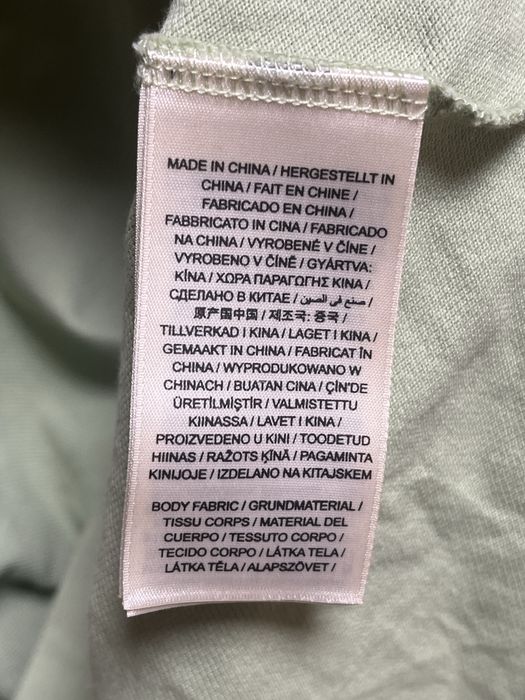 MADE IN CHINA / HERGESTELLT IN
CHINA / FAIT EN CHINE /
FABRICADO EN CHINA /
FABBRICATO IN CINA / FABRICADO
NA CHINA / VYROBENÉ V ČÍNE /
VYROBENO V ČÍNĚ / GYÁRTVA:
KÍNA / ΧΩΡΑ ΠΑΡΑΓΩΓΗΣ ΚΙΝΑ /
СДЕЛАНО В КИТАЕ / صنع في الصين /
原产国中国 / 제조국: 중국 /
TILLVERKAD I KINA / LAGET I KINA /
GEMAAKT IN CHINA / FABRICAT ÎN
CHINA / WYPRODUKOWANO W
CHINACH / BUATAN CINA / ÇİN'DE
ÜRETİLMİŞTİR / VALMISTETTU
KIINASSA / LAVET I KINA /
PROIZVEDENO U KINI / TOODETUD
HIINAS / RAŽOTS ĶĪNĀ / PAGAMINTA
KINIJOJE / IZDELANO NA KITAJSKEM
BODY FABRIC / GRUNDMATERIAL /
TISSU CORPS / MATERIAL DEL
CUERPO / TESSUTO CORPO /
TECIDO CORPO / LÁTKA TELA /
LÁTKA TĚLA / ALAPSZÖVET /